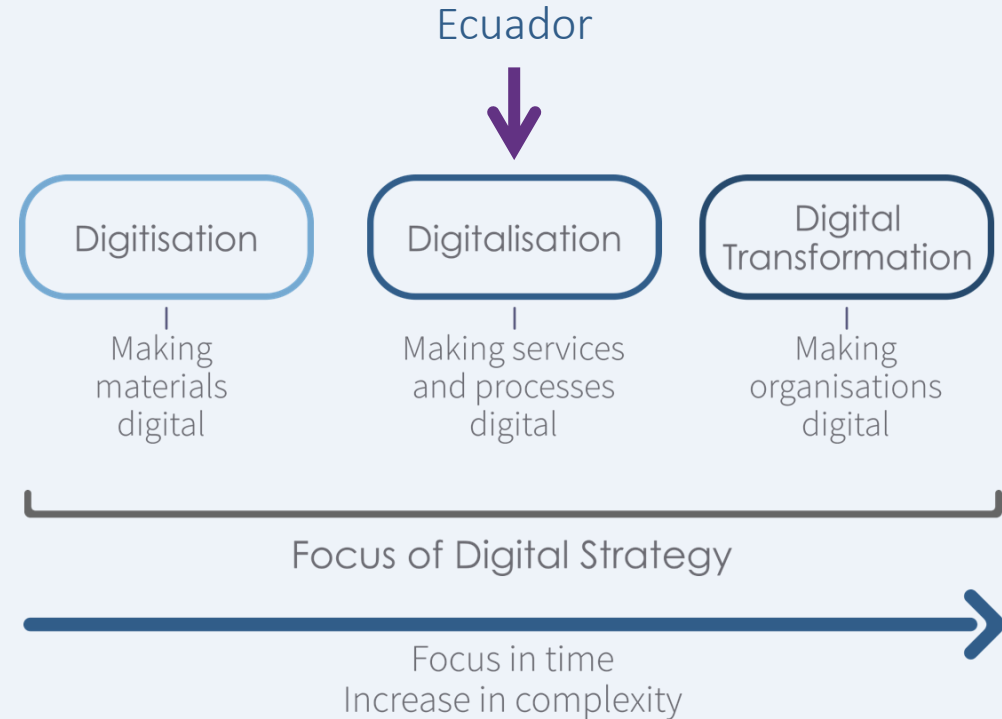 Ecuador
Digitisation
Digitalisation
Digital
Transformation
Making
materials
digital
Making services
and processes
digital
Making
organisations
digital
Focus of Digital Strategy
Focus in time
Increase in complexity